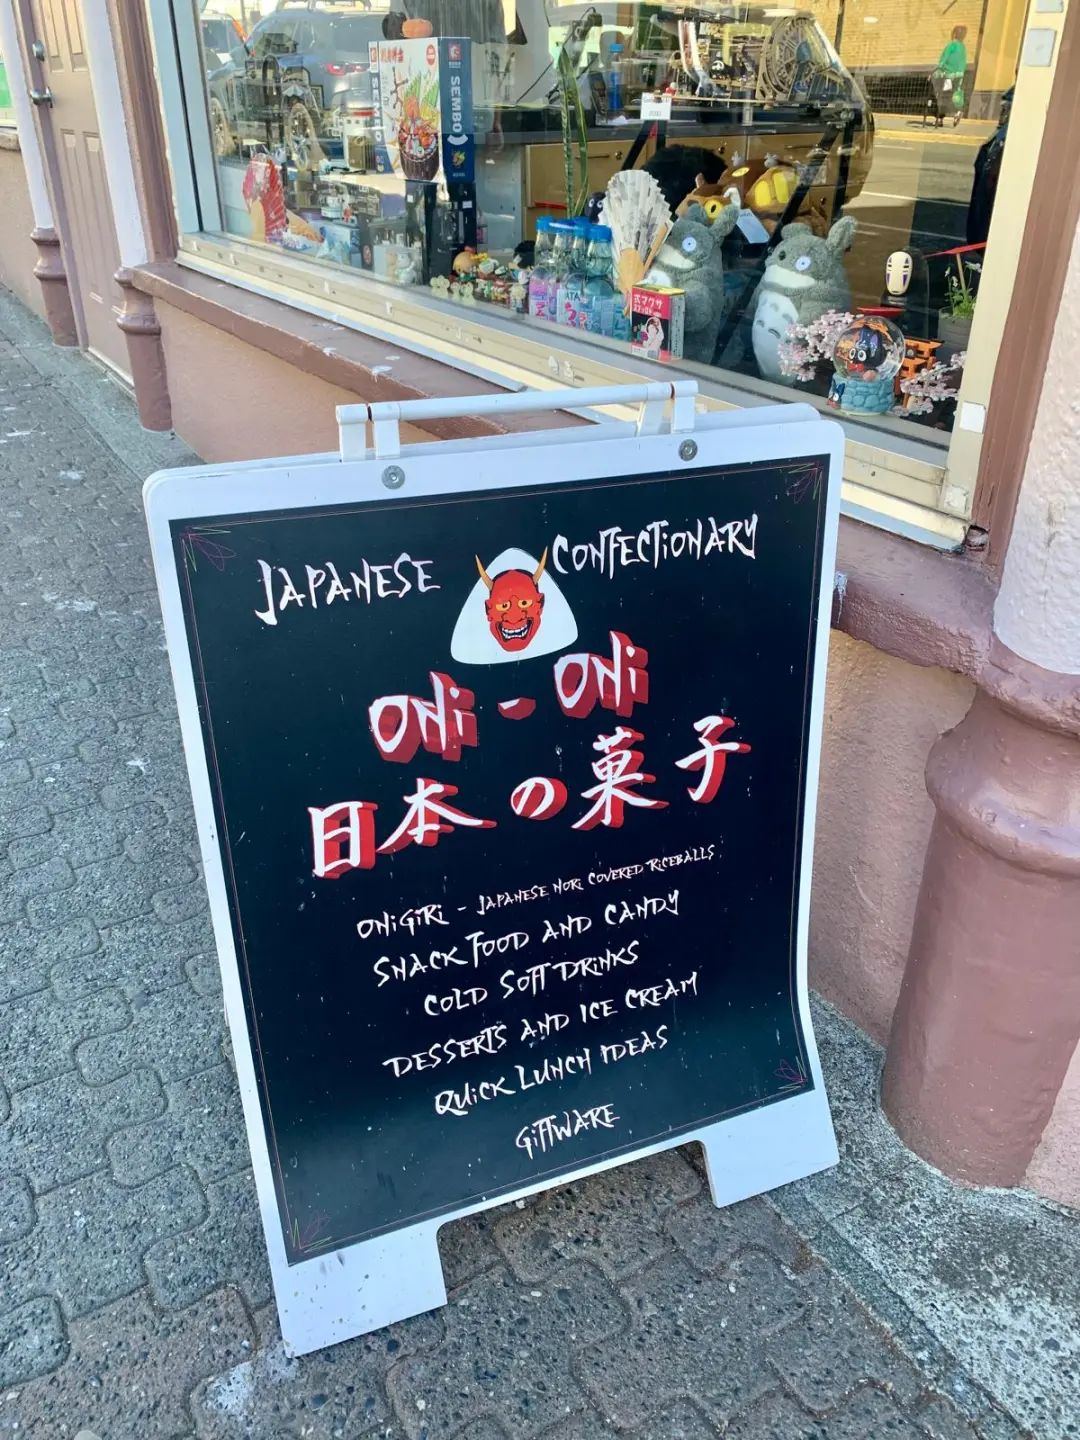 SEMBO
JAPANESE CONFECTIONARY
ONI - ONI
日本の菓子
ONIGIRI - JAPANESE NORI COVERED RICEBALLS
SNACK FOOD AND CANDY
COLD SOFT DRINKS
DESSERTS AND ICE CREAM
QUICK LUNCH IDEAS
GIFTWARE